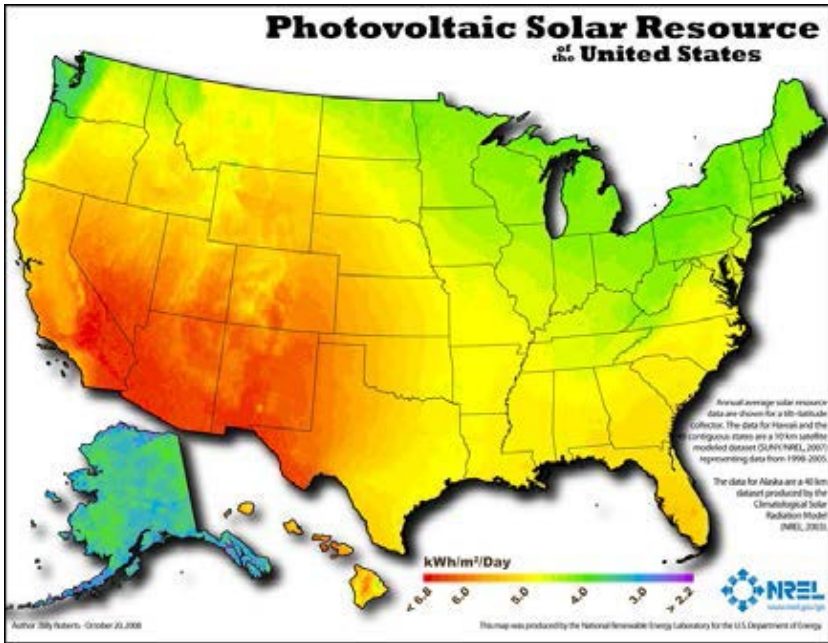 Photovoltaic Solar Resource
of the United States
Annual average solar resource
data are shown for a tilt=latitude
collector. The data for Hawaii and the
contiguous states are a 10 km satellite
modeled dataset (SUNY/NREL, 2007)
representing data from 1998-2005.
The data for Alaska are a 40 km
dataset produced by the
Climatological Solar
Radiation Model
(NREL, 2003).
kWh/m²/Day
< 6.8 6.0 5.0 4.0 3.0 > 2.2
NREL
www.nrel.gov/gis
Author: Billy Roberts - October 20, 2008
This map was produced by the National Renewable Energy Laboratory for the U.S. Department of Energy.